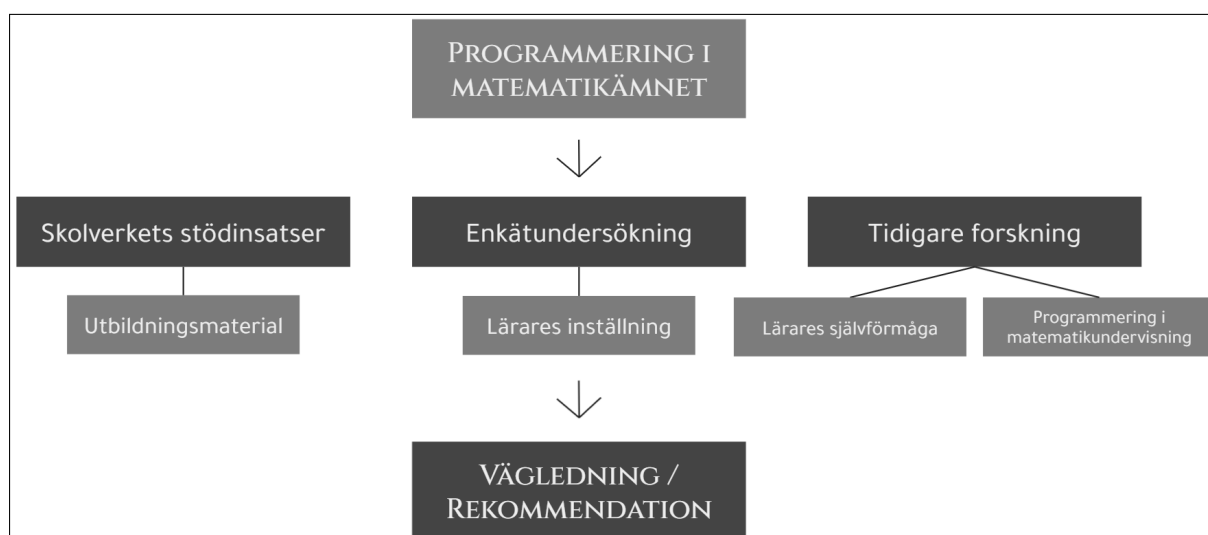 PROGRAMMERING I
MATEMATIKÄMNET
Skolverkets stödinsatser
Enkätundersökning
Tidigare forskning
Utbildningsmaterial
Lärares inställning
Lärares självförmåga
Programmering i
matematikundervisning
VÄGLEDNING /
REKOMMENDATION